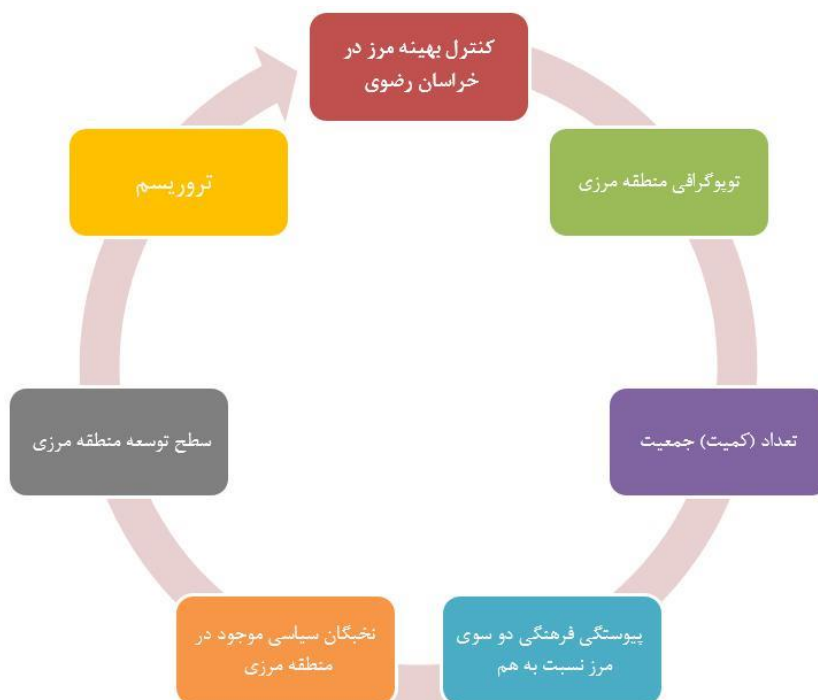 کنترل بهینه مرز در
خراسان رضوی
توپوگرافی منطقه مرزی
تعداد (کمیت) جمعیت
پیوستگی فرهنگی دو سوی
مرز نسبت به هم
نخبگان سیاسی موجود در
منطقه مرزی
سطح توسعه منطقه مرزی
تروریسم